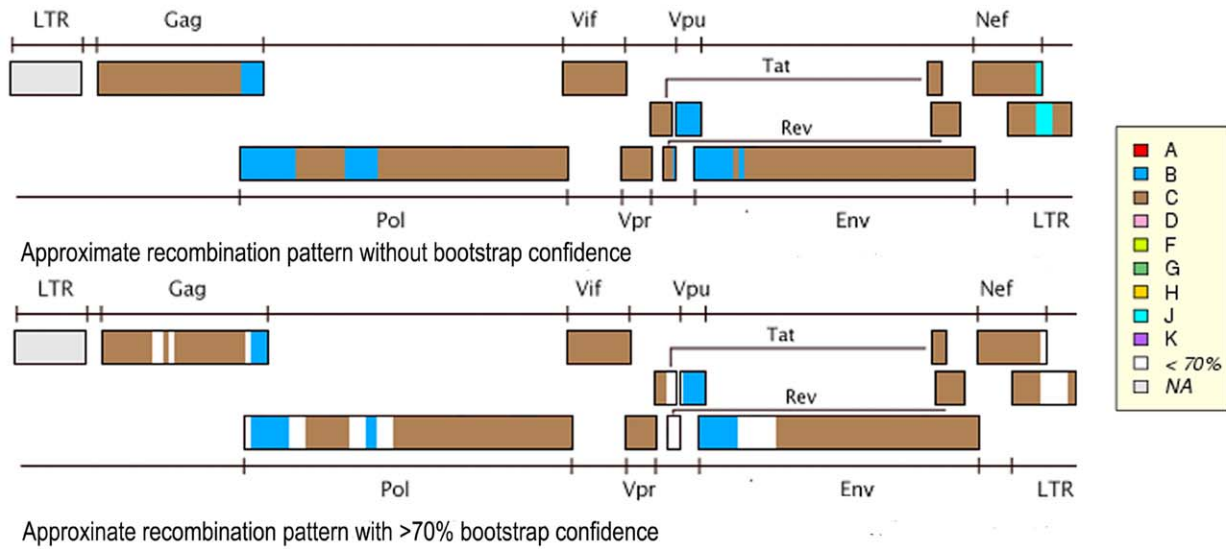 LTR Gag Vif Vpu Nef
Tat
Rev
Pol Vpr Env LTR
Approximate recombination pattern without bootstrap confidence
LTR Gag Vif Vpu Nef
Tat
Rev
Pol Vpr Env LTR
Approxinate recombination pattern with >70% bootstrap confidence
A
B
C
D
F
G
H
J
K
< 70%
NA